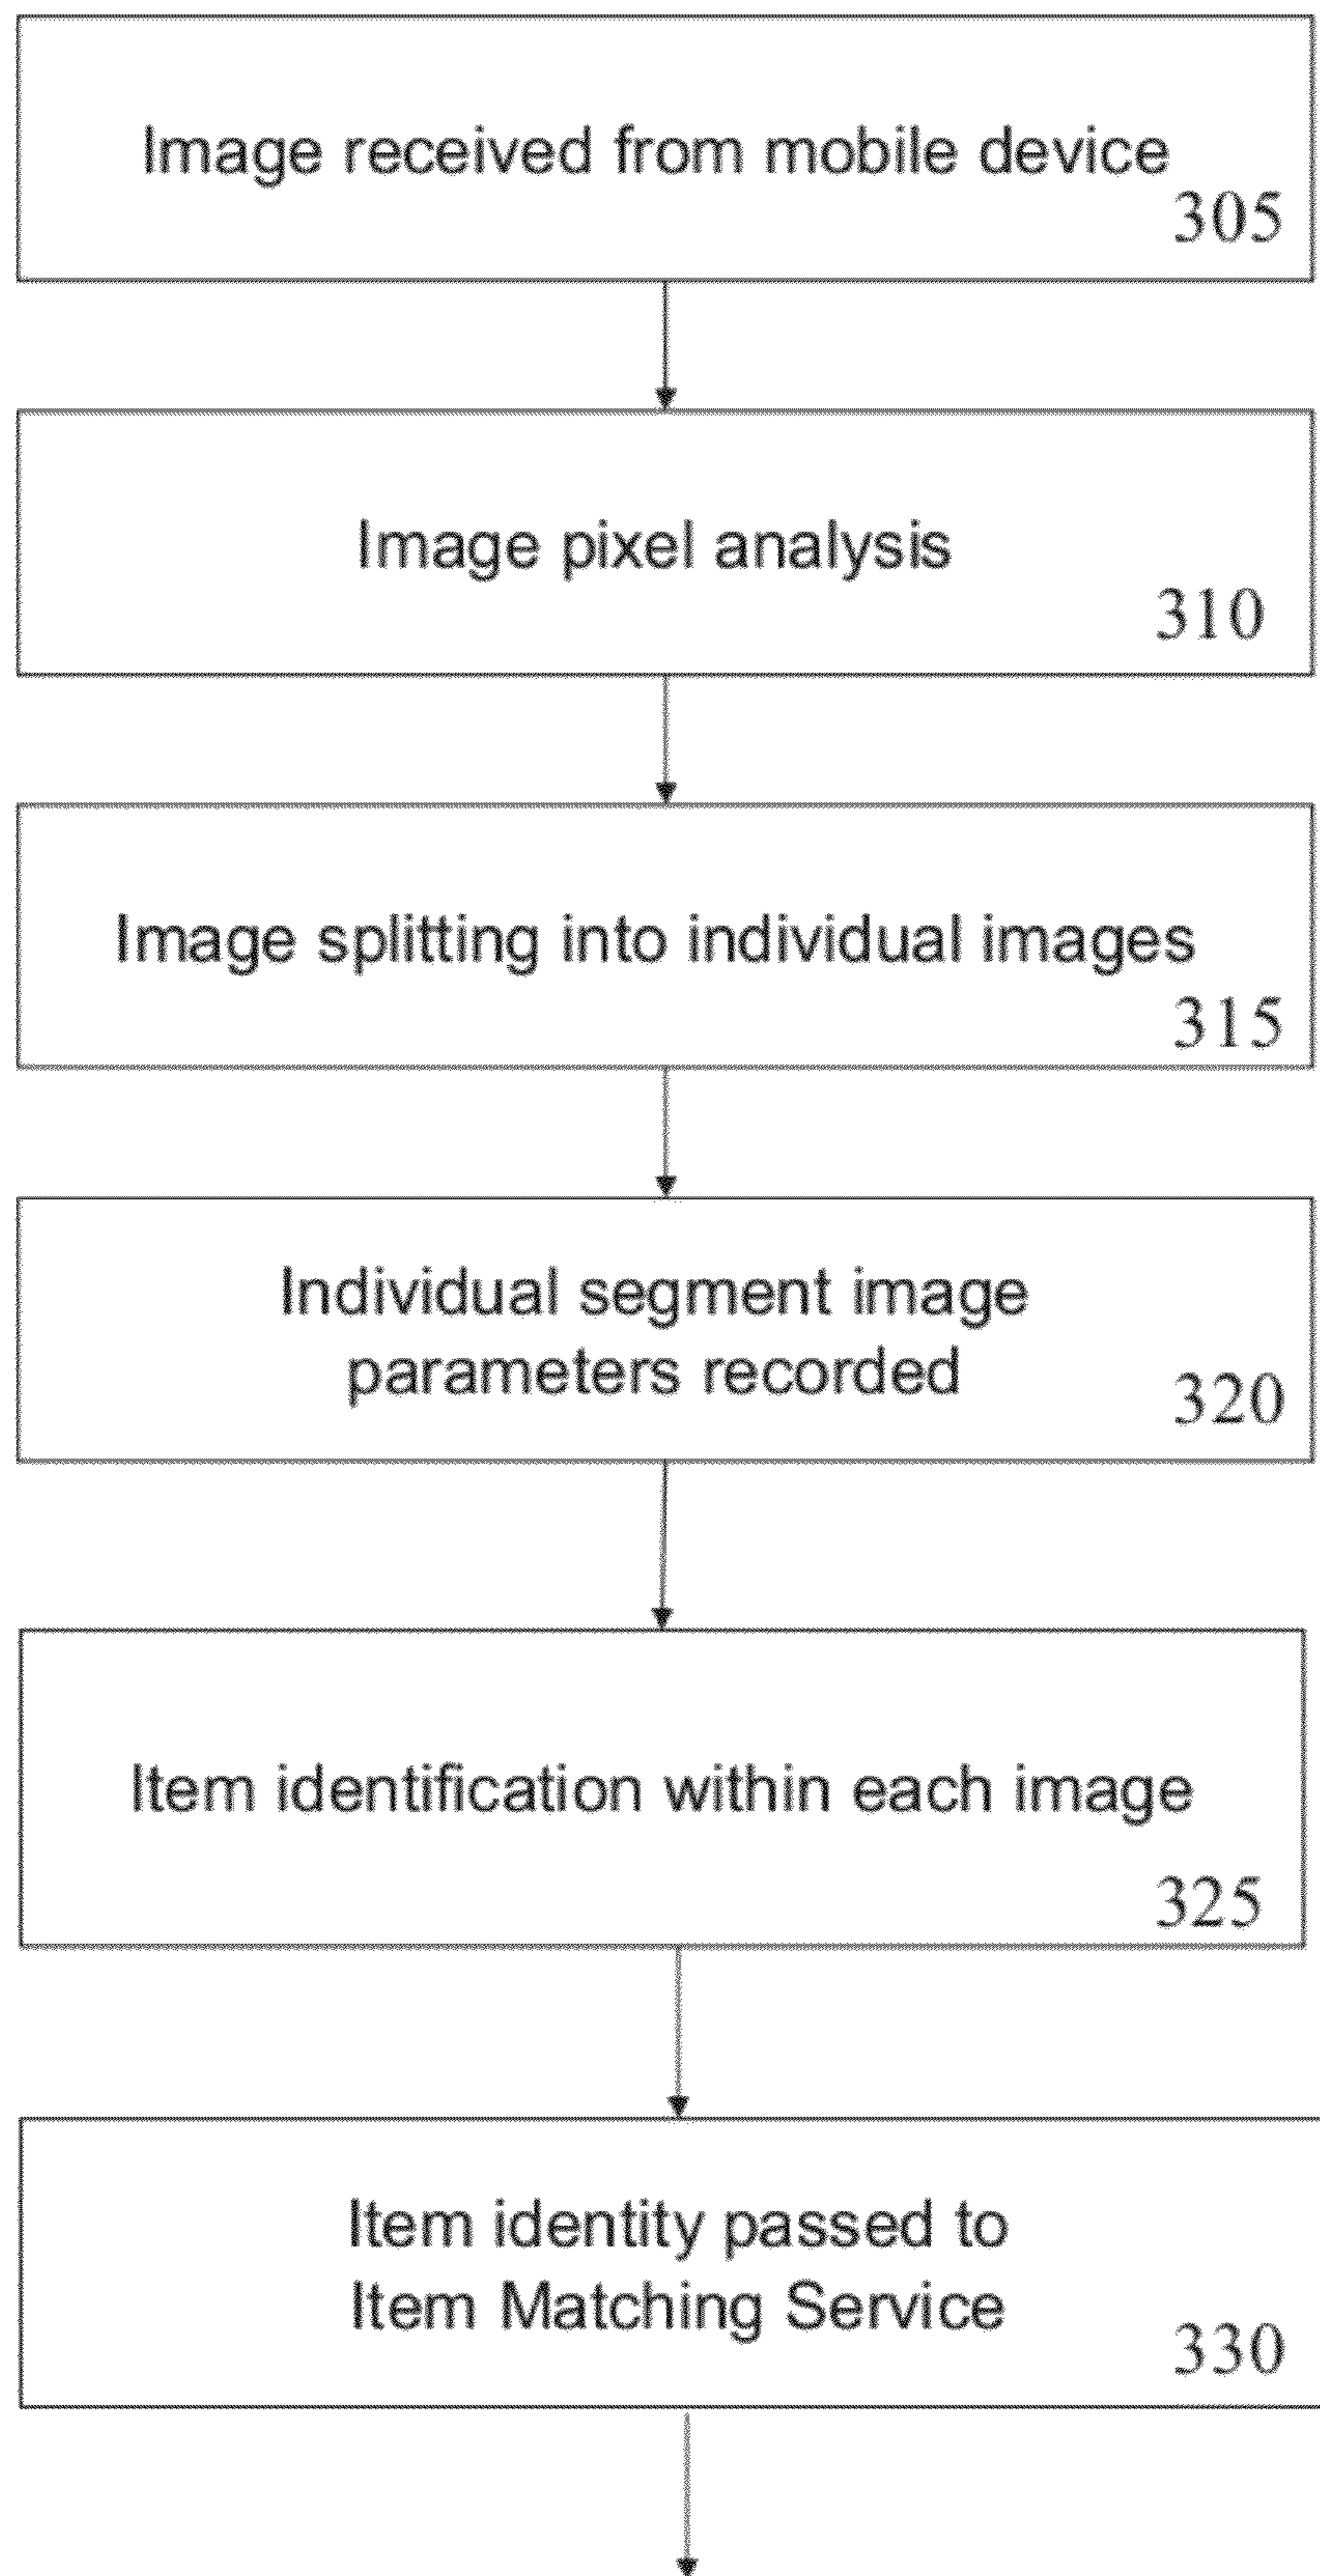 Image received from mobile device
305
Image pixel analysis
310
Image splitting into individual images
315
Individual segment image
parameters recorded
320
Item identification within each image
325
Item identity passed to
Item Matching Service
330